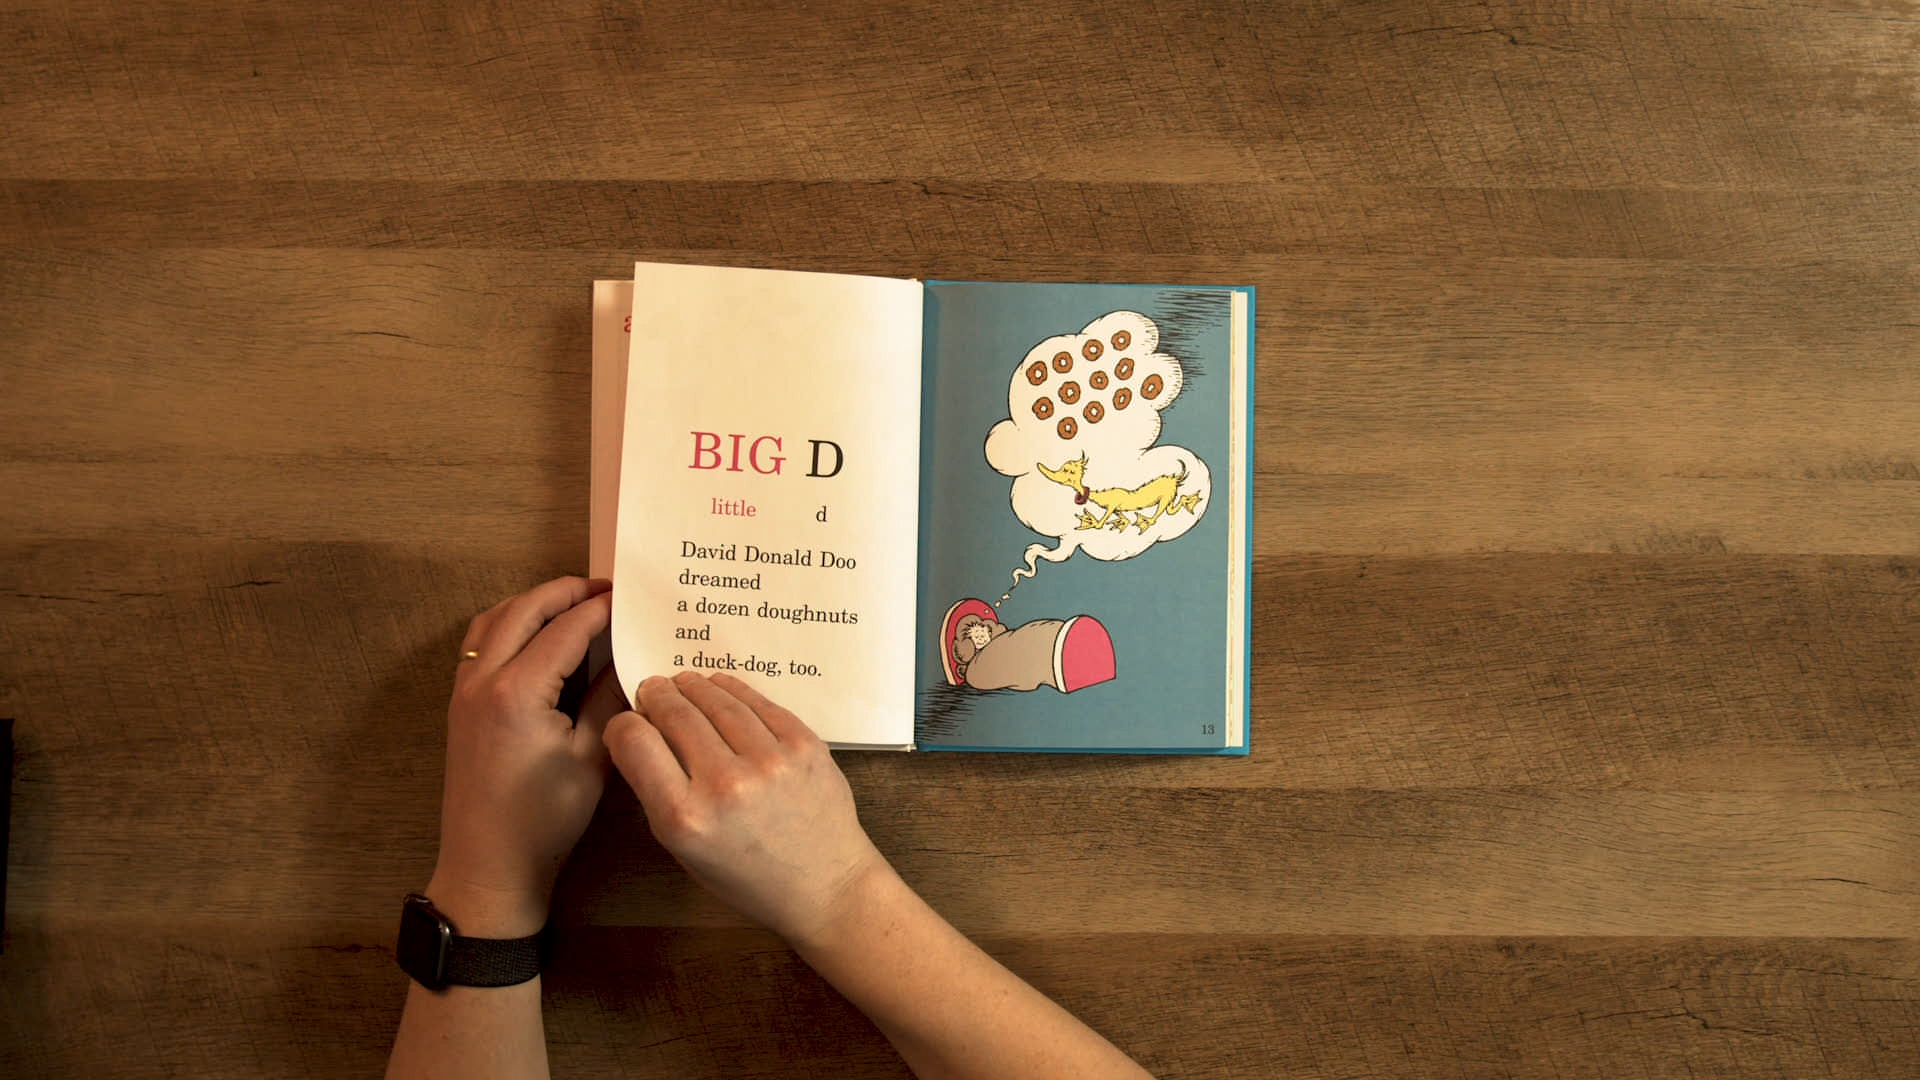 a
BIG D
little d
David Donald Doo
dreamed
a dozen doughnuts
and
a duck-dog, too.
13